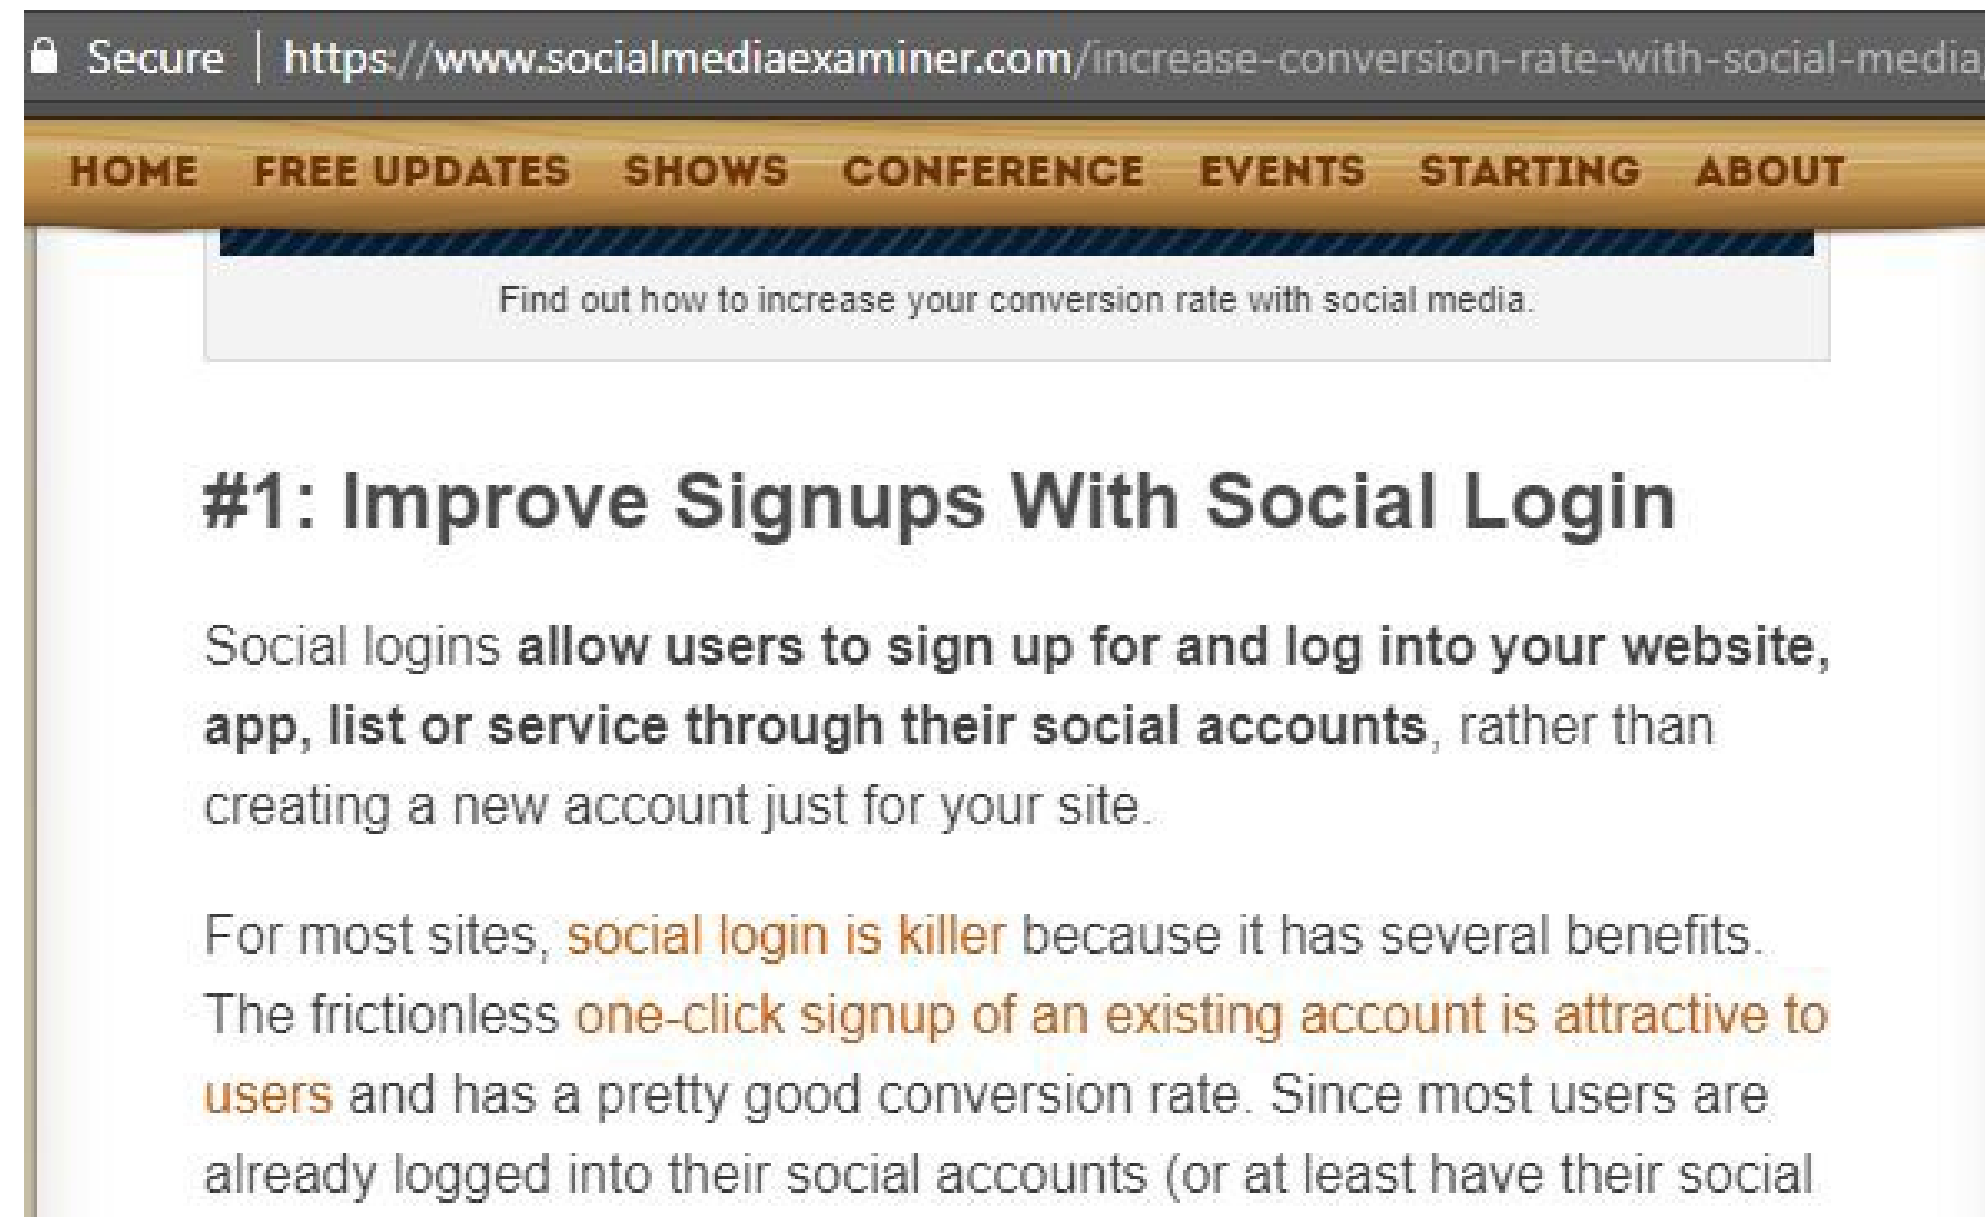 Secure | https://www.socialmediaexaminer.com/increase-conversion-rate-with-social-media/
HOME FREE UPDATES SHOWS CONFERENCE EVENTS STARTING ABOUT
Find out how to increase your conversion rate with social media.
#1: Improve Signups With Social Login
Social logins allow users to sign up for and log into your website,
app, list or service through their social accounts, rather than
creating a new account just for your site.
For most sites, social login is killer because it has several benefits.
The frictionless one-click signup of an existing account is attractive to
users and has a pretty good conversion rate. Since most users are
already logged into their social accounts (or at least have their social